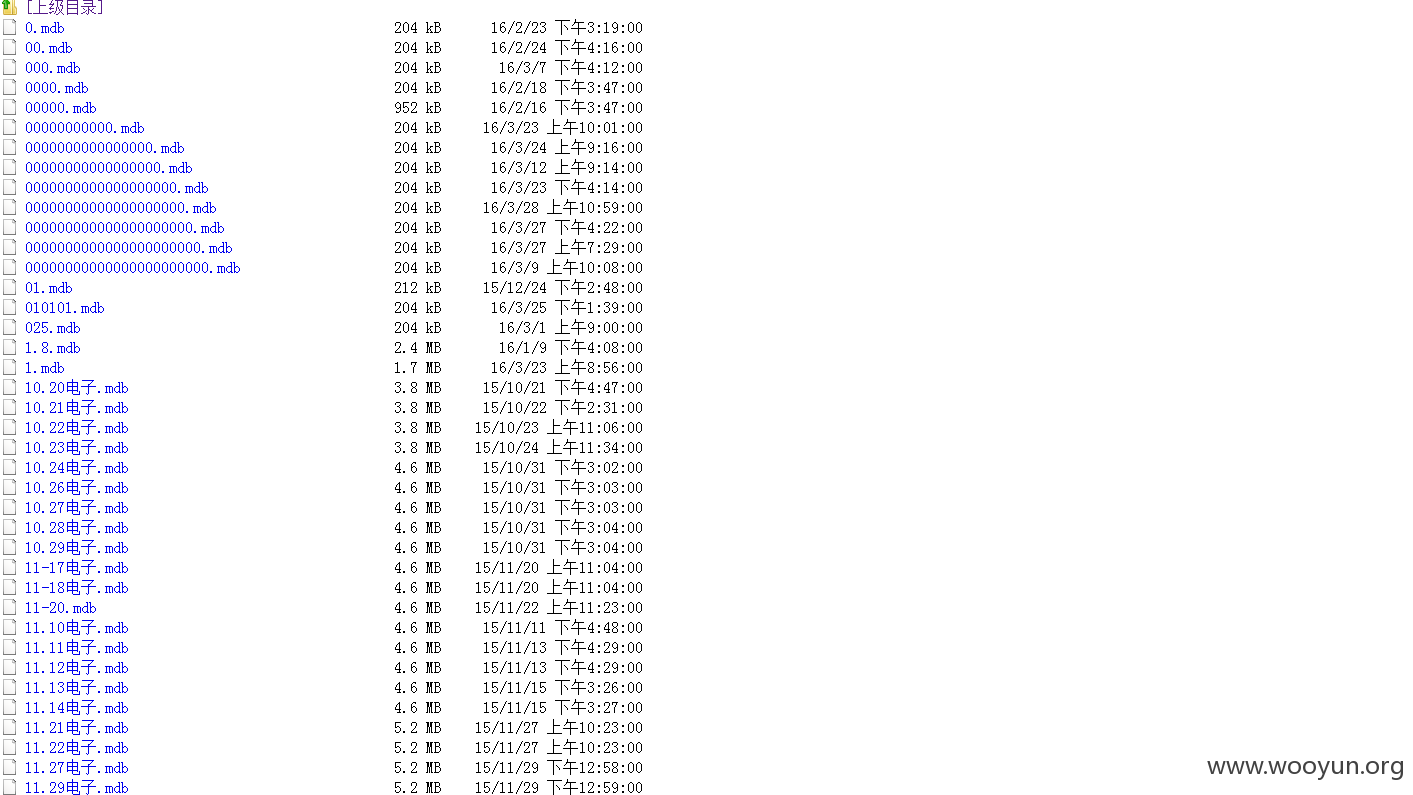 [上级目录]
0.mdb 204 kB 16/2/23 下午3:19:00
00.mdb 204 kB 16/2/24 下午4:16:00
000.mdb 204 kB 16/3/7 下午4:12:00
0000.mdb 204 kB 16/2/18 下午3:47:00
00000.mdb 952 kB 16/2/16 下午3:47:00
00000000000.mdb 204 kB 16/3/23 上午10:01:00
0000000000000000.mdb 204 kB 16/3/24 上午9:16:00
00000000000000000.mdb 204 kB 16/3/12 上午9:14:00
0000000000000000000.mdb 204 kB 16/3/23 下午4:14:00
00000000000000000000.mdb 204 kB 16/3/28 上午10:59:00
000000000000000000000.mdb 204 kB 16/3/27 下午4:22:00
0000000000000000000000.mdb 204 kB 16/3/27 上午7:29:00
00000000000000000000000.mdb 204 kB 16/3/9 上午10:08:00
01.mdb 212 kB 15/12/24 下午2:48:00
010101.mdb 204 kB 16/3/25 下午1:39:00
025.mdb 204 kB 16/3/1 上午9:00:00
1.8.mdb 2.4 MB 16/1/9 下午4:08:00
1.mdb 1.7 MB 16/3/23 上午8:56:00
10.20电子.mdb 3.8 MB 15/10/21 下午4:47:00
10.21电子.mdb 3.8 MB 15/10/22 下午2:31:00
10.22电子.mdb 3.8 MB 15/10/23 上午11:06:00
10.23电子.mdb 3.8 MB 15/10/24 上午11:34:00
10.24电子.mdb 4.6 MB 15/10/31 下午3:02:00
10.26电子.mdb 4.6 MB 15/10/31 下午3:03:00
10.27电子.mdb 4.6 MB 15/10/31 下午3:03:00
10.28电子.mdb 4.6 MB 15/10/31 下午3:04:00
10.29电子.mdb 4.6 MB 15/10/31 下午3:04:00
11-17电子.mdb 4.6 MB 15/11/20 上午11:04:00
11-18电子.mdb 4.6 MB 15/11/20 上午11:04:00
11-20.mdb 4.6 MB 15/11/22 上午11:23:00
11.10电子.mdb 4.6 MB 15/11/11 下午4:48:00
11.11电子.mdb 4.6 MB 15/11/13 下午4:29:00
11.12电子.mdb 4.6 MB 15/11/13 下午4:29:00
11.13电子.mdb 4.6 MB 15/11/15 下午3:26:00
11.14电子.mdb 4.6 MB 15/11/15 下午3:27:00
11.21电子.mdb 5.2 MB 15/11/27 上午10:23:00
11.22电子.mdb 5.2 MB 15/11/27 上午10:23:00
11.27电子.mdb 5.2 MB 15/11/29 下午12:58:00
11.29电子.mdb 5.2 MB 15/11/29 下午12:59:00
www.wooyun.org